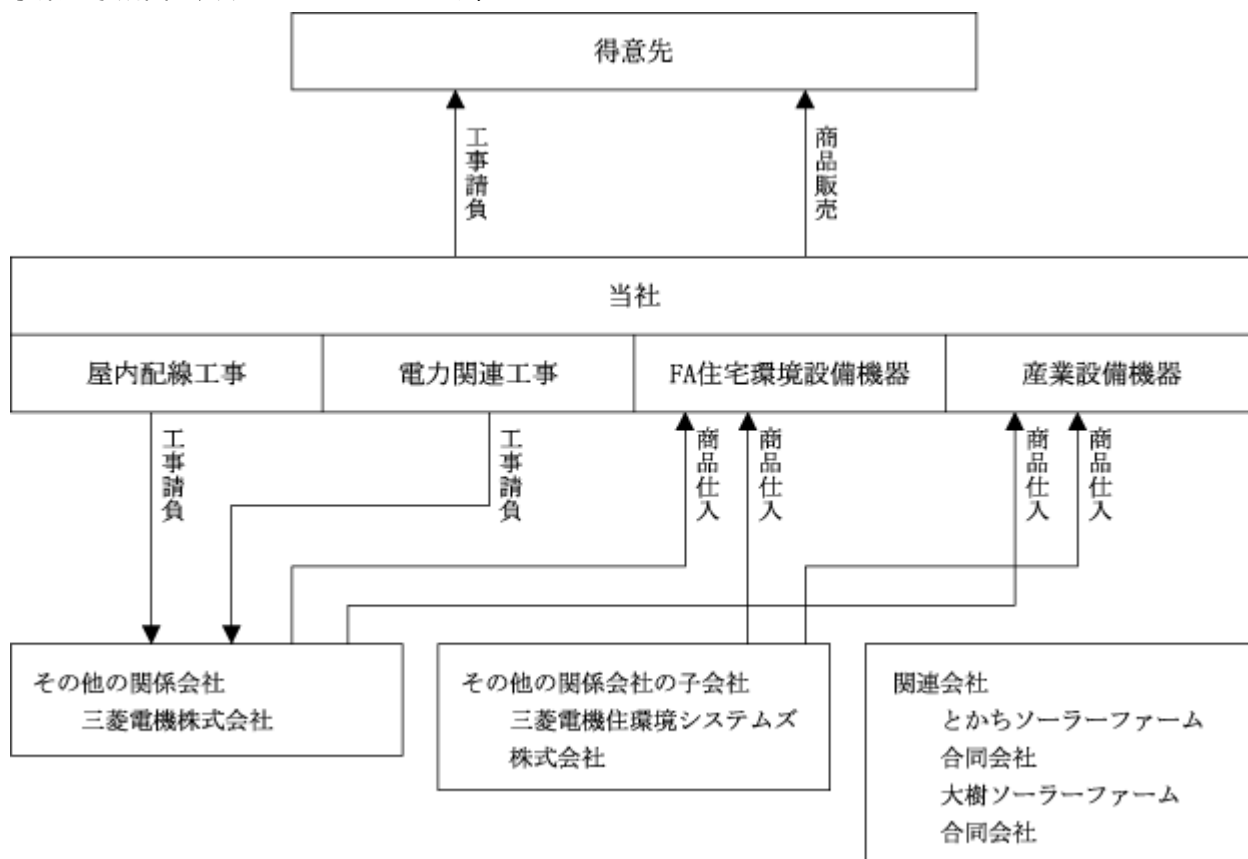 得意先
工事請負
商品販売
当社
屋内配線工事
電力関連工事
FA住宅環境設備機器
産業設備機器
工事請負
工事請負
商品仕入
商品仕入
商品仕入
商品仕入
その他の関係会社
三菱電機株式会社
その他の関係会社の子会社
三菱電機住環境システムズ
株式会社
関連会社
とかちソーラーファーム
合同会社
大樹ソーラーファーム
合同会社